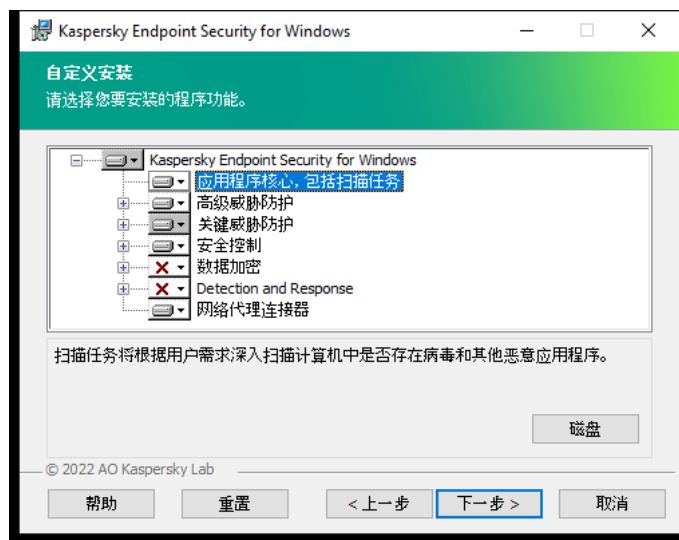 Kaspersky Endpoint Security for Windows
自定义安装
请选择您要安装的程序功能。
Kaspersky Endpoint Security for Windows
应用程序核心，包括扫描任务
高级威胁防护
关键威胁防护
安全控制
数据加密
Detection and Response
网络代理连接器
扫描任务将根据用户需求深入扫描计算机中是否存在病毒和其他恶意应用程序。
磁盘
© 2022 AO Kaspersky Lab
帮助 重置 < 上一步 下一步 > 取消